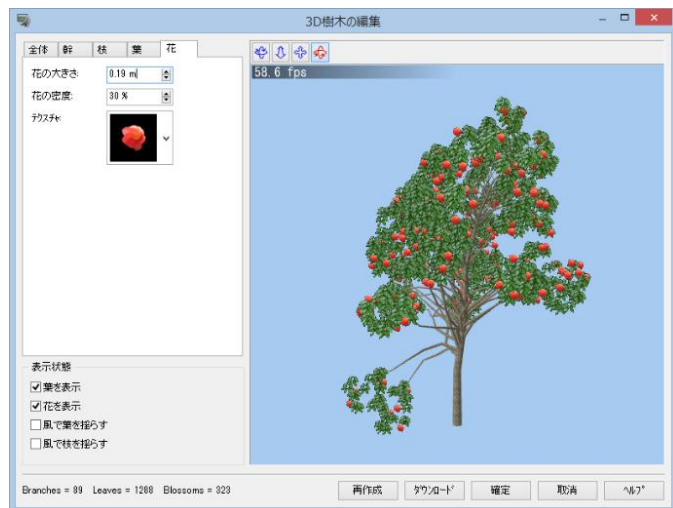 3D樹木の編集
全体 幹 枝 葉 花
花の大きさ: 0.19 m
花の密度: 30 %
テクスチャ:
58.6 fps
表示状態
葉を表示
花を表示
風で葉を揺らす
風で枝を揺らす
Branches = 89 Leaves = 1288 Blossoms = 323
再作成 ダウンロード 確定 取消 ヘルプ